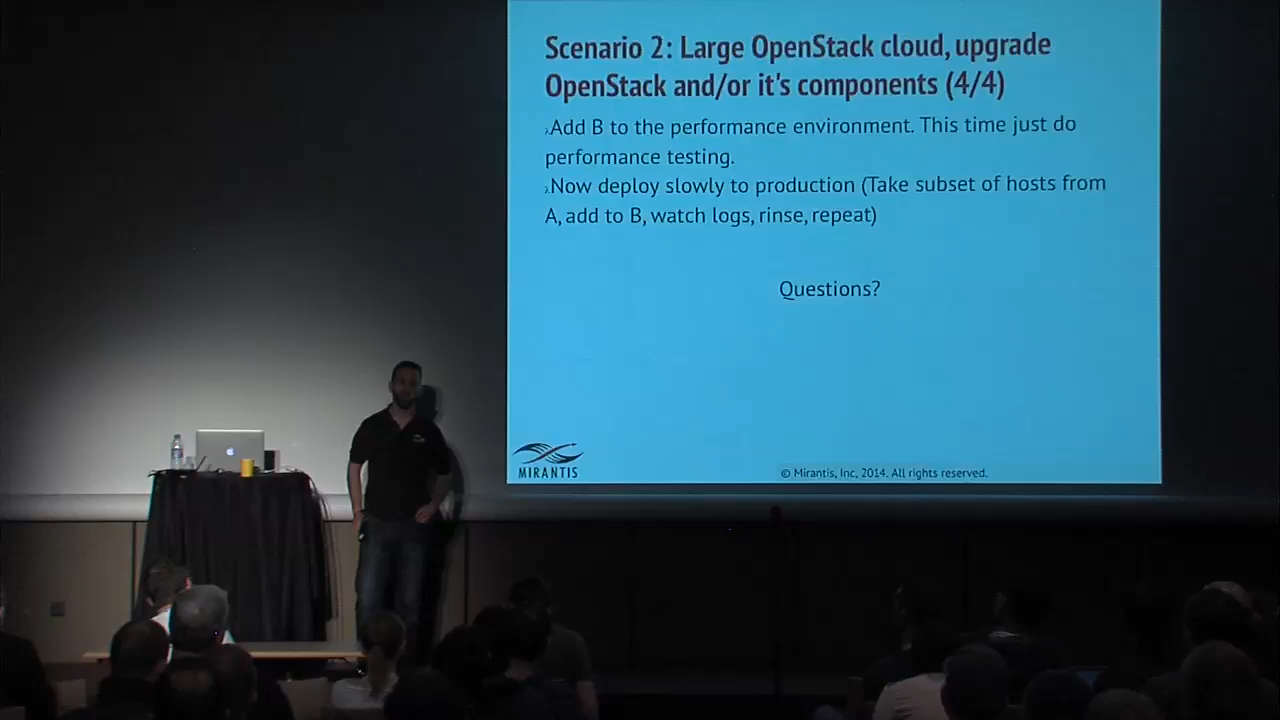 Scenario 2: Large OpenStack cloud, upgrade
OpenStack and/or it's components (4/4)
Add B to the performance environment. This time just do
performance testing.
Now deploy slowly to production (Take subset of hosts from
A, add to B, watch logs, rinse, repeat)
Questions?
MIRANTIS
© Mirantis, Inc, 2014. All rights reserved.